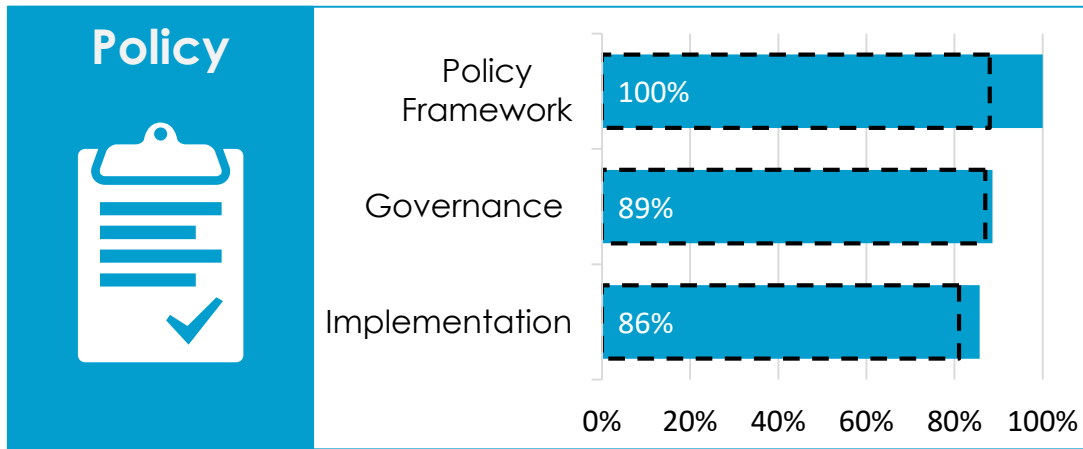 Policy
Policy
Framework
100%
Governance
89%
Implementation
86%
0%
20%
40%
60%
80%
100%